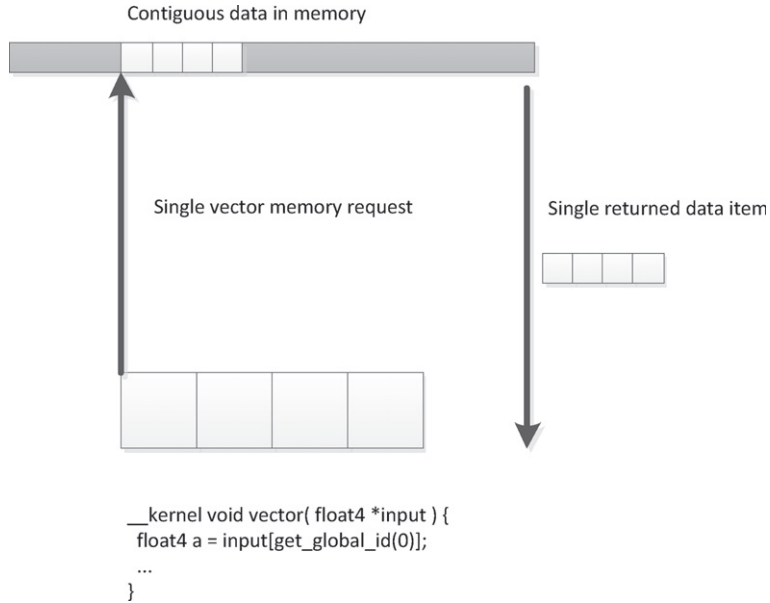 Contiguous data in memory
Single vector memory request
Single returned data item
__kernel void vector( float4 *input ) {
float4 a = input[get_global_id(0)];
...
}